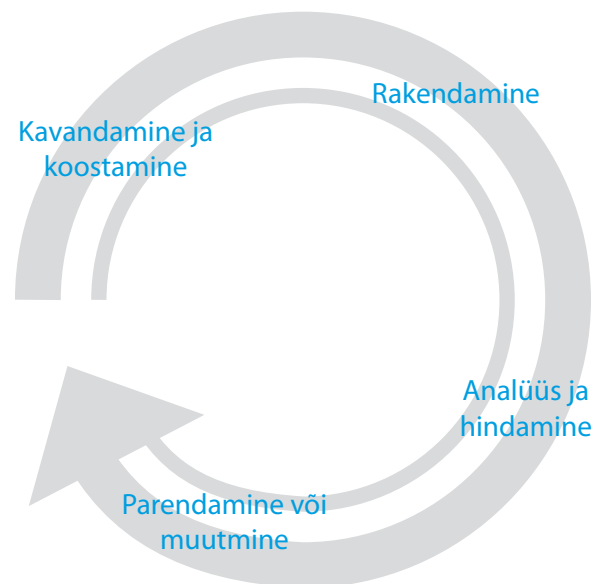 Kavandamine ja
koostamine
Rakendamine
Analüüs ja
hindamine
Parendamine või
muutmine